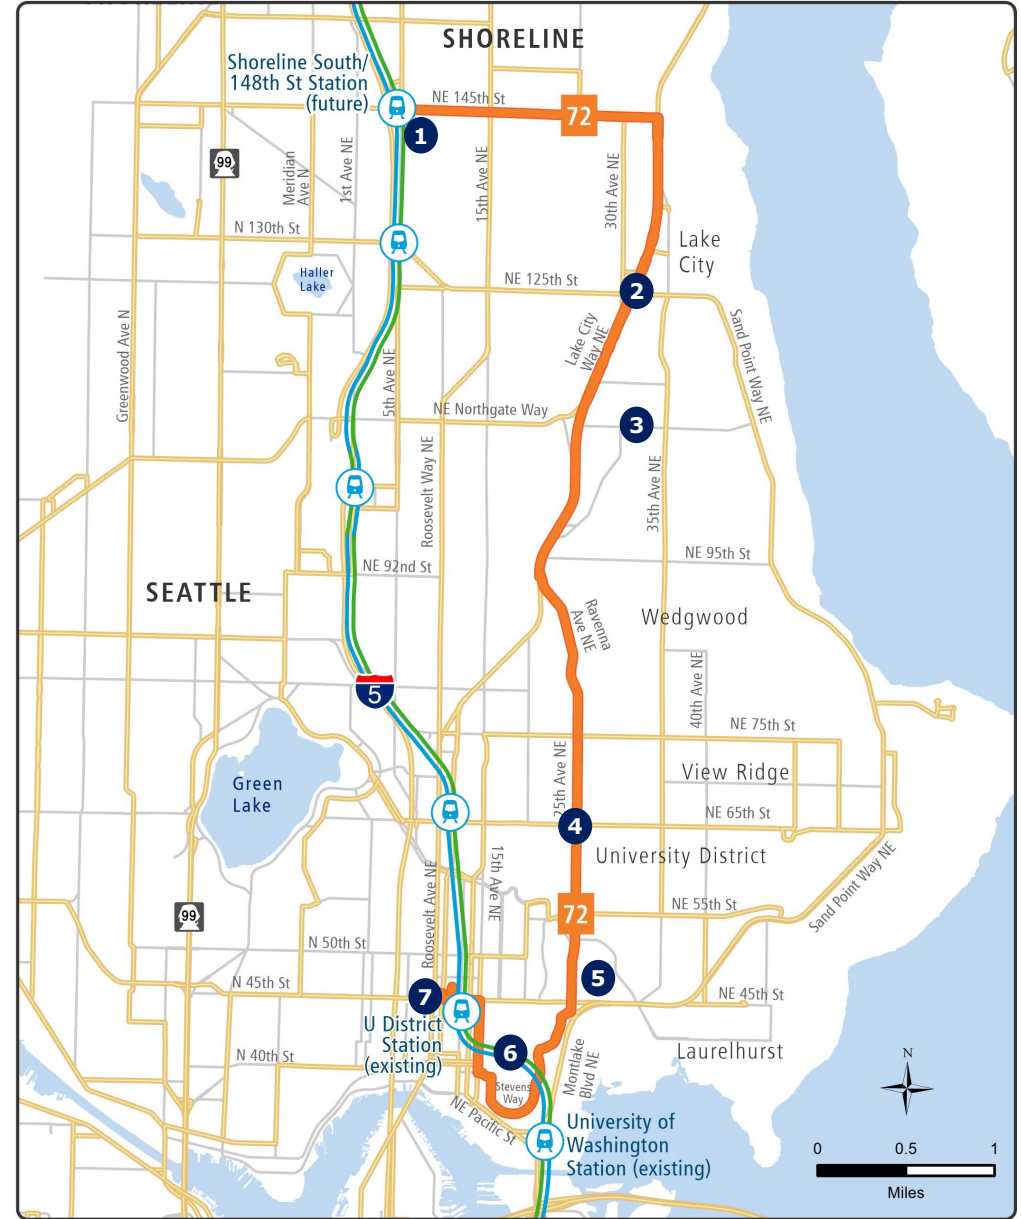 SHORELINE
Shoreline South/
148th St Station
(future)
NE 145th St
72
1
99
Meridian
Ave N
1st Ave NE
15th Ave NE
30th Ave NE
N 130th St
Lake
City
Haller
Lake
NE 125th St
2
Greenwood Ave N
Lake City
Way NE
Sand Point Way NE
5th Ave NE
NE Northgate Way
3
Roosevelt Way NE
35th Ave NE
NE 95th St
NE 92nd St
SEATTLE
Ravenna
Ave NE
Wedgwood
40th Ave NE
5
NE 75th St
25th Ave NE
View Ridge
Green
Lake
NE 65th St
4
University District
15th Ave NE
Roosevelt Ave NE
Sand Point Way NE
99
72
NE 55th St
N 50th St
5
N 45th St
7
NE 45th St
U District
Station
(existing)
6
N 40th St
Laurelhurst
Montlake
Blvd NE
Stevens
Way
N
NE Pacific St
University of
Washington
Station (existing)
0 0.5 1
Miles